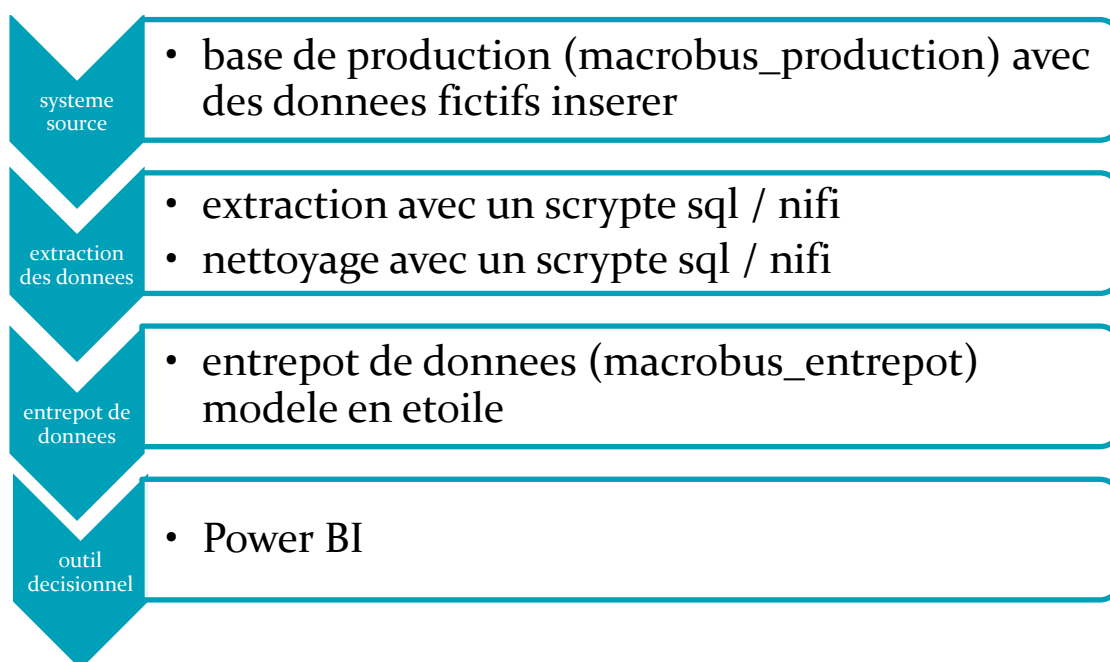 systeme
source
• base de production (macrobus_production) avec
des donnees fictifs inserer
extraction
des donnees
• extraction avec un scrypte sql / nifi
• nettoyage avec un scrypte sql / nifi
entrepot de
donnees
• entrepot de donnees (macrobus_entrepot)
modele en etoile
outil
decisionnel
• Power BI